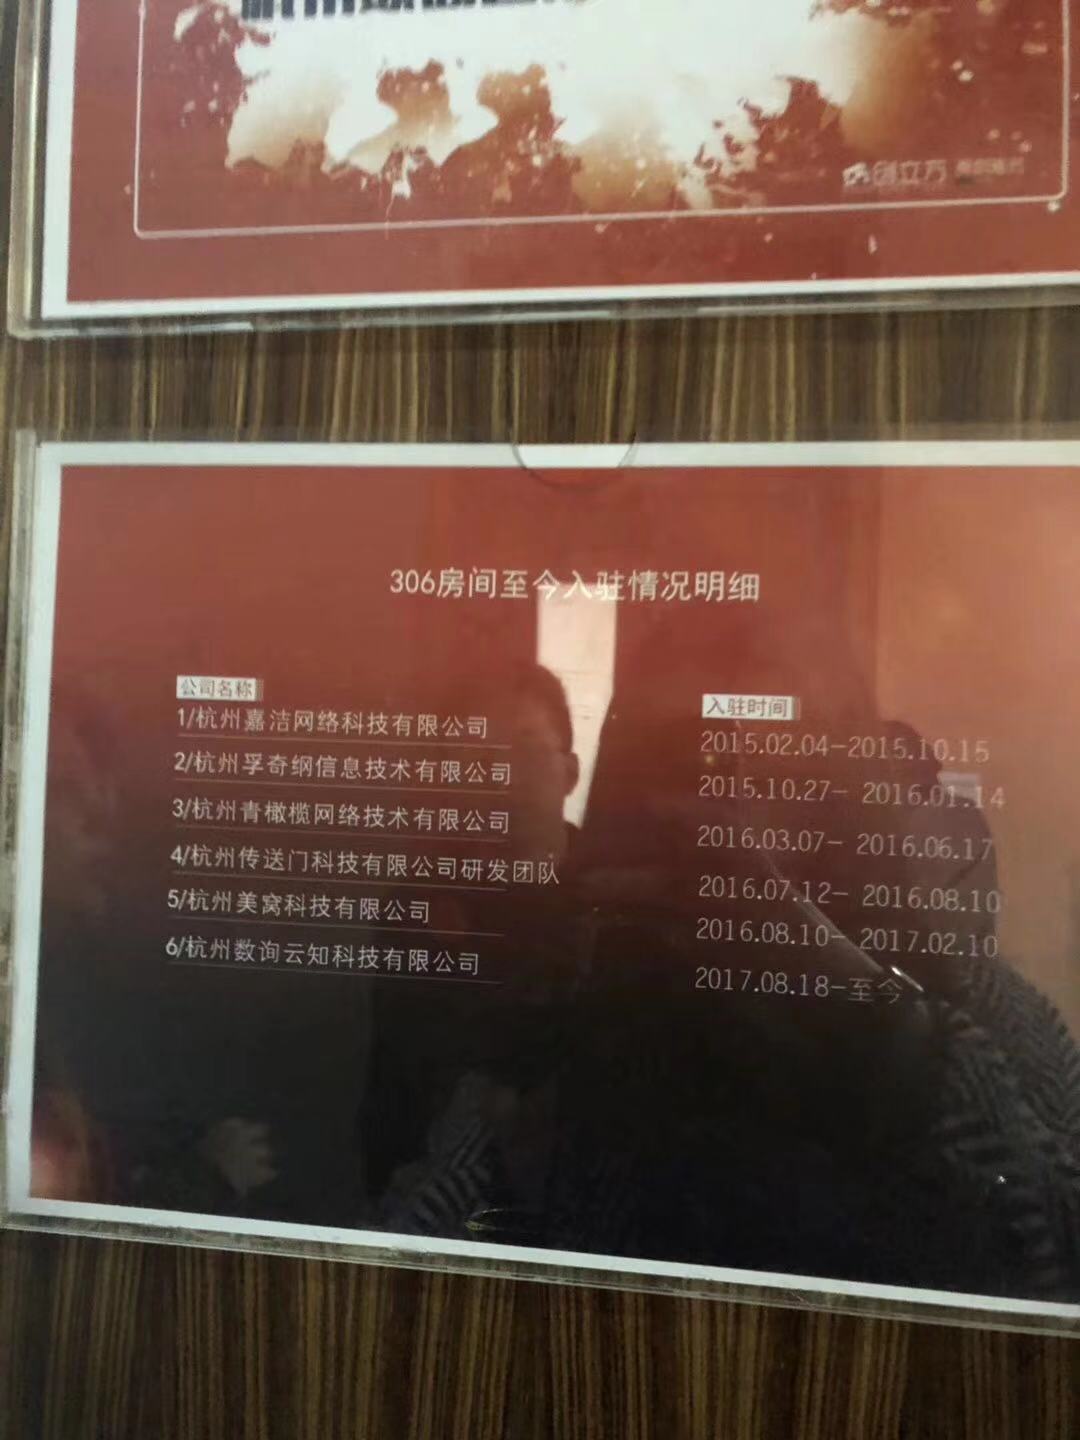 创立方
306房间至今入驻情况明细
公司名称 入驻时间
1/杭州嘉洁网络科技有限公司 2015.02.04-2015.10.15
2/杭州孚奇纲信息技术有限公司 2015.10.27- 2016.01.14
3/杭州青橄榄网络技术有限公司 2016.03.07- 2016.06.17
4/杭州传送门科技有限公司研发团队 2016.07.12- 2016.08.10
5/杭州美窝科技有限公司 2016.08.10- 2017.02.10
6/杭州数询云知科技有限公司 2017.08.18-至今